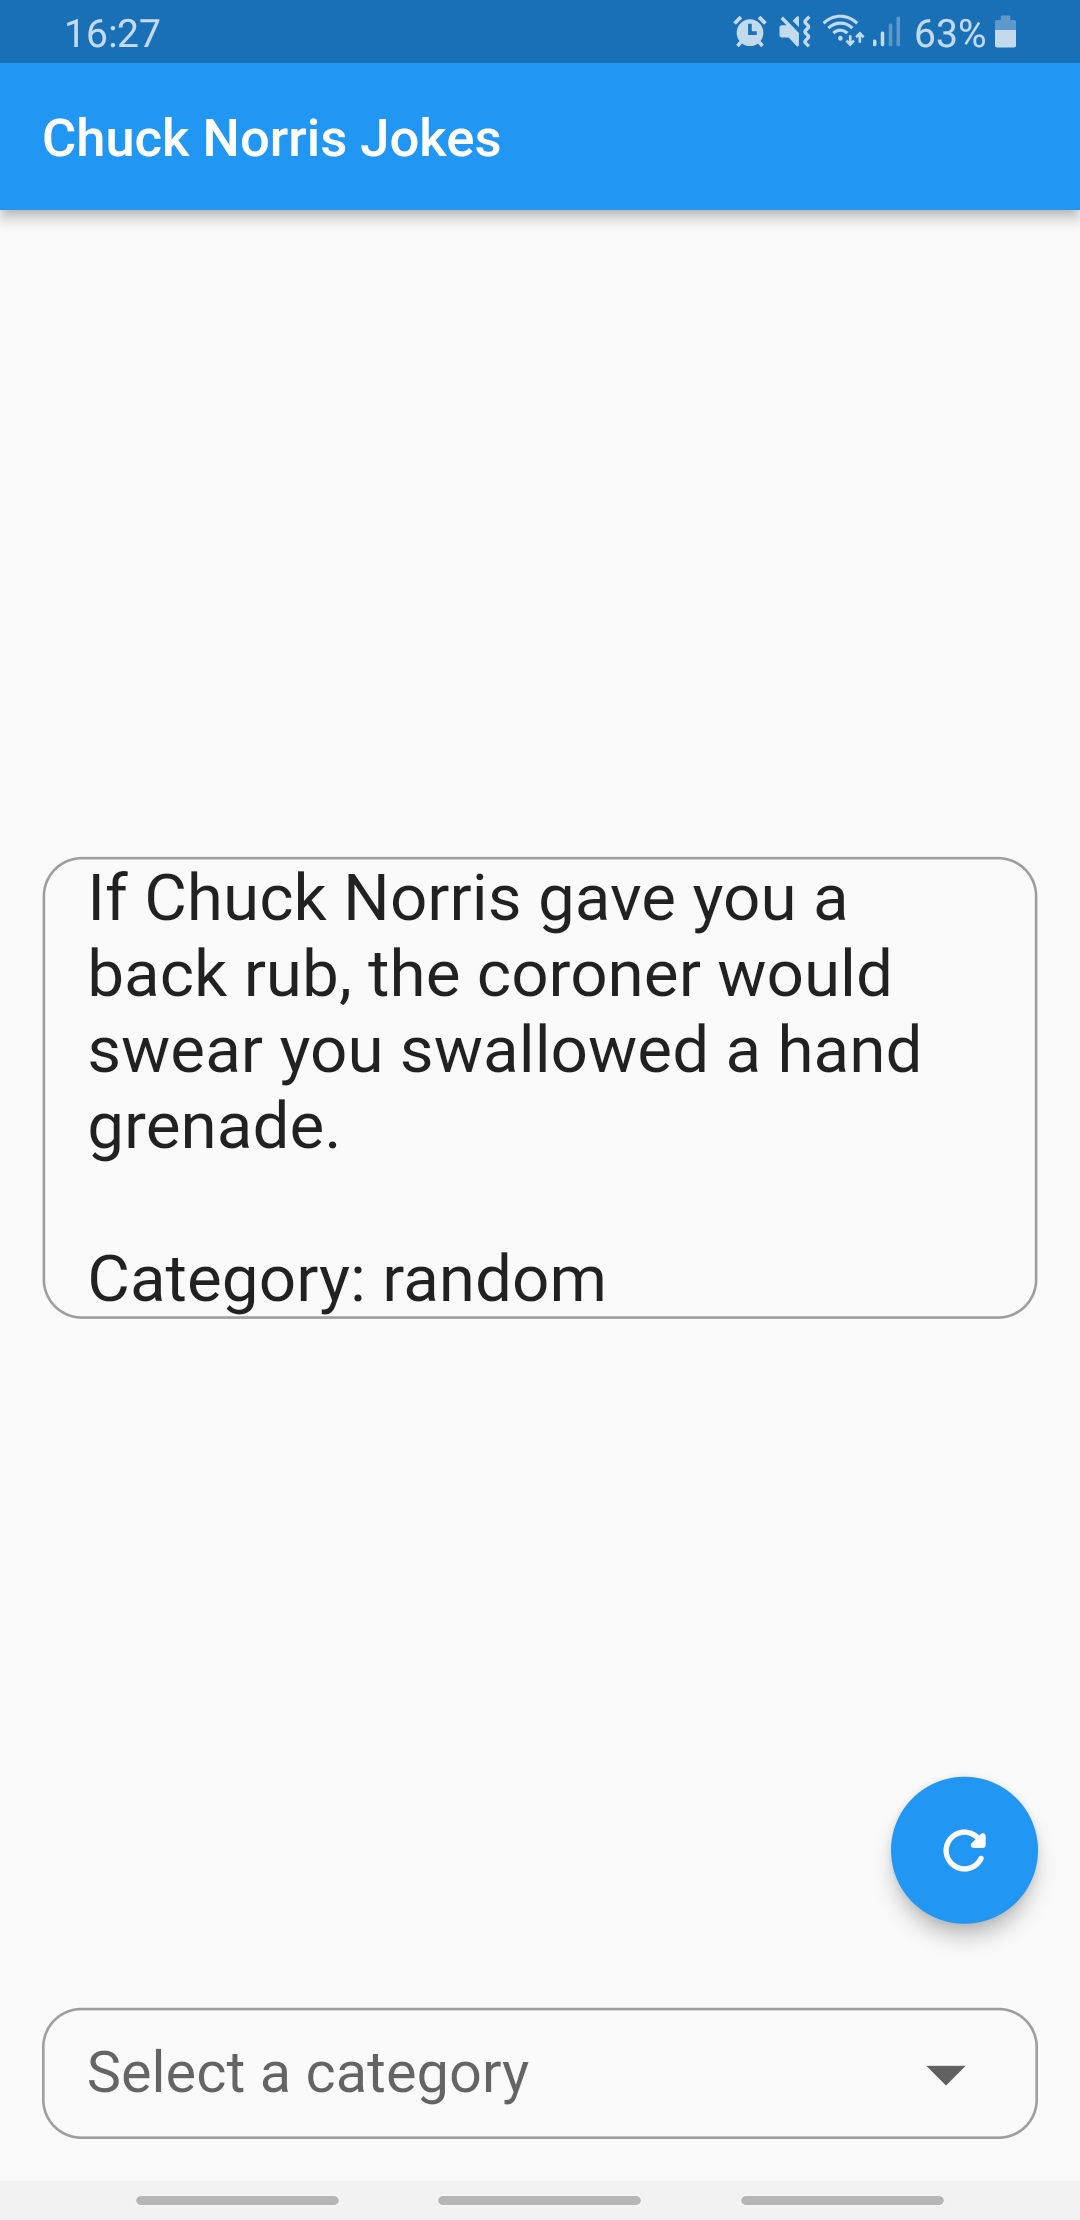 16:27
63%
Chuck Norris Jokes
If Chuck Norris gave you a
back rub, the coroner would
swear you swallowed a hand
grenade.
Category: random
Select a category